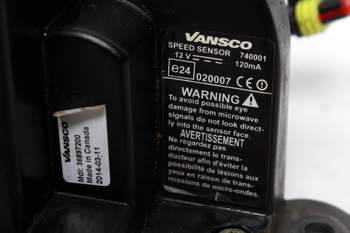 VANSCO
SPEED SENSOR 740001
12 V 120mA
e24 020007 CE
WARNING
To avoid possible eye
damage from microwave
signals do not look direct-
ly into the sensor face.
AVERTISSEMENT
Ne regardez pas
directement le trans-
ducteur afin d'éviter la
possibilité de lésions aux
yeux en raison de trans-
missions de micro-ondes.
VANSCO
Mdl: 36897200
Made in Canada
2014-03-11